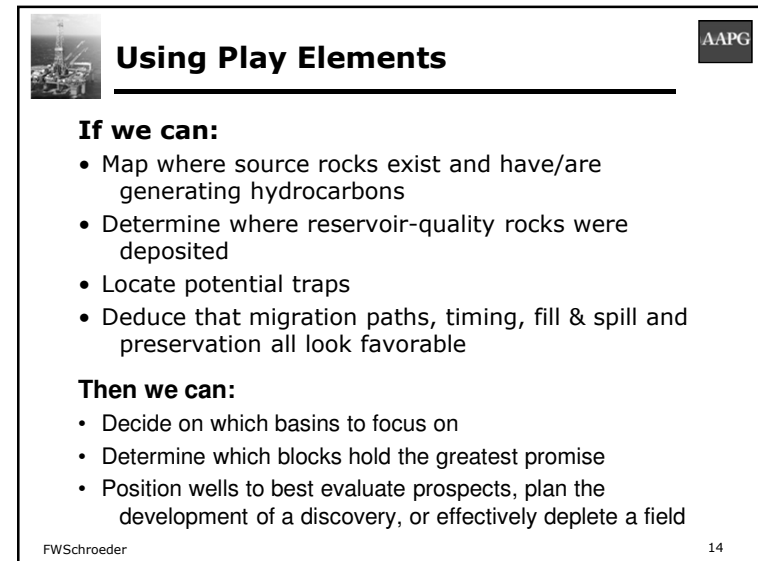 AAPG
Using Play Elements
If we can:
• Map where source rocks exist and have/are
generating hydrocarbons
• Determine where reservoir-quality rocks were
deposited
• Locate potential traps
• Deduce that migration paths, timing, fill & spill and
preservation all look favorable
Then we can:
• Decide on which basins to focus on
• Determine which blocks hold the greatest promise
• Position wells to best evaluate prospects, plan the
development of a discovery, or effectively deplete a field
FWSchroeder
14